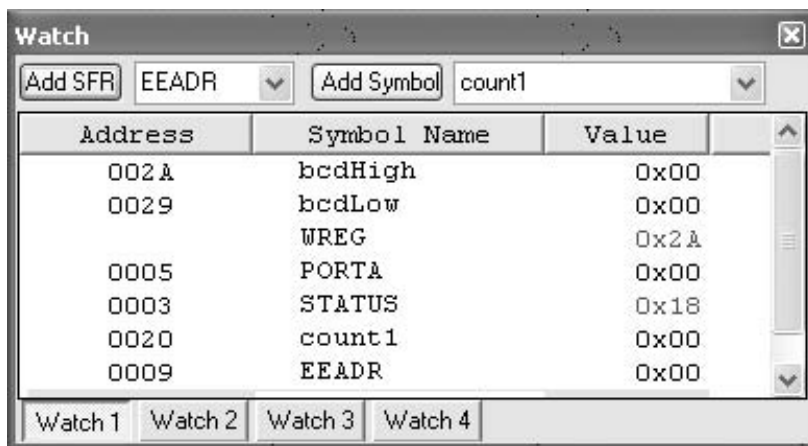 Watch
Add SFR EEADR Add Symbol count1
Address Symbol Name Value
002A bcdHigh 0x00
0029 bcdLow 0x00
WREG 0x2A
0005 PORTA 0x00
0003 STATUS 0x18
0020 count1 0x00
0009 EEADR 0x00
Watch 1 Watch 2 Watch 3 Watch 4